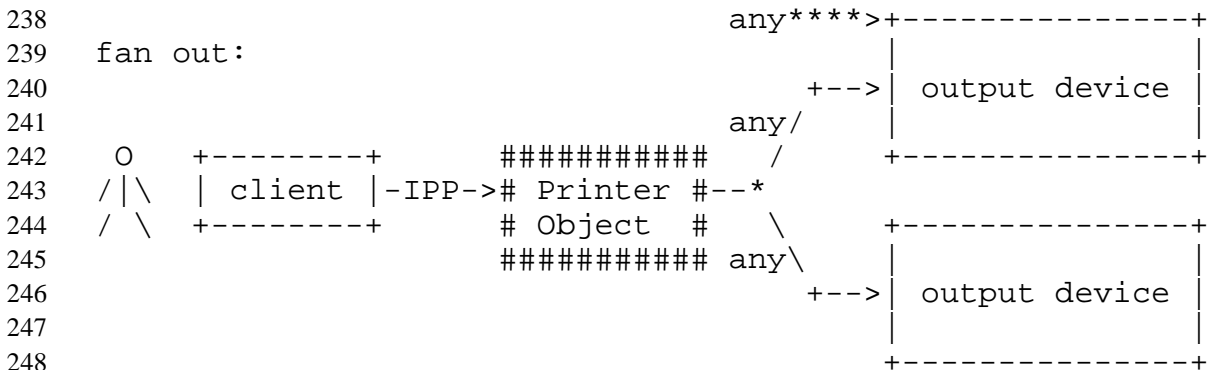 238                                    any****>+---------------+
239   fan out:                                 |               |
240                                        +-->| output device |
241                                    any/    |               |
242    O   +--------+      ###########   /     +---------------+
243   /|\  | client |-IPP-># Printer #--*
244   / \  +--------+      # Object  #   \     +---------------+
245                        ########### any\    |               |
246                                        +-->| output device |
247                                            |               |
248                                            +---------------+